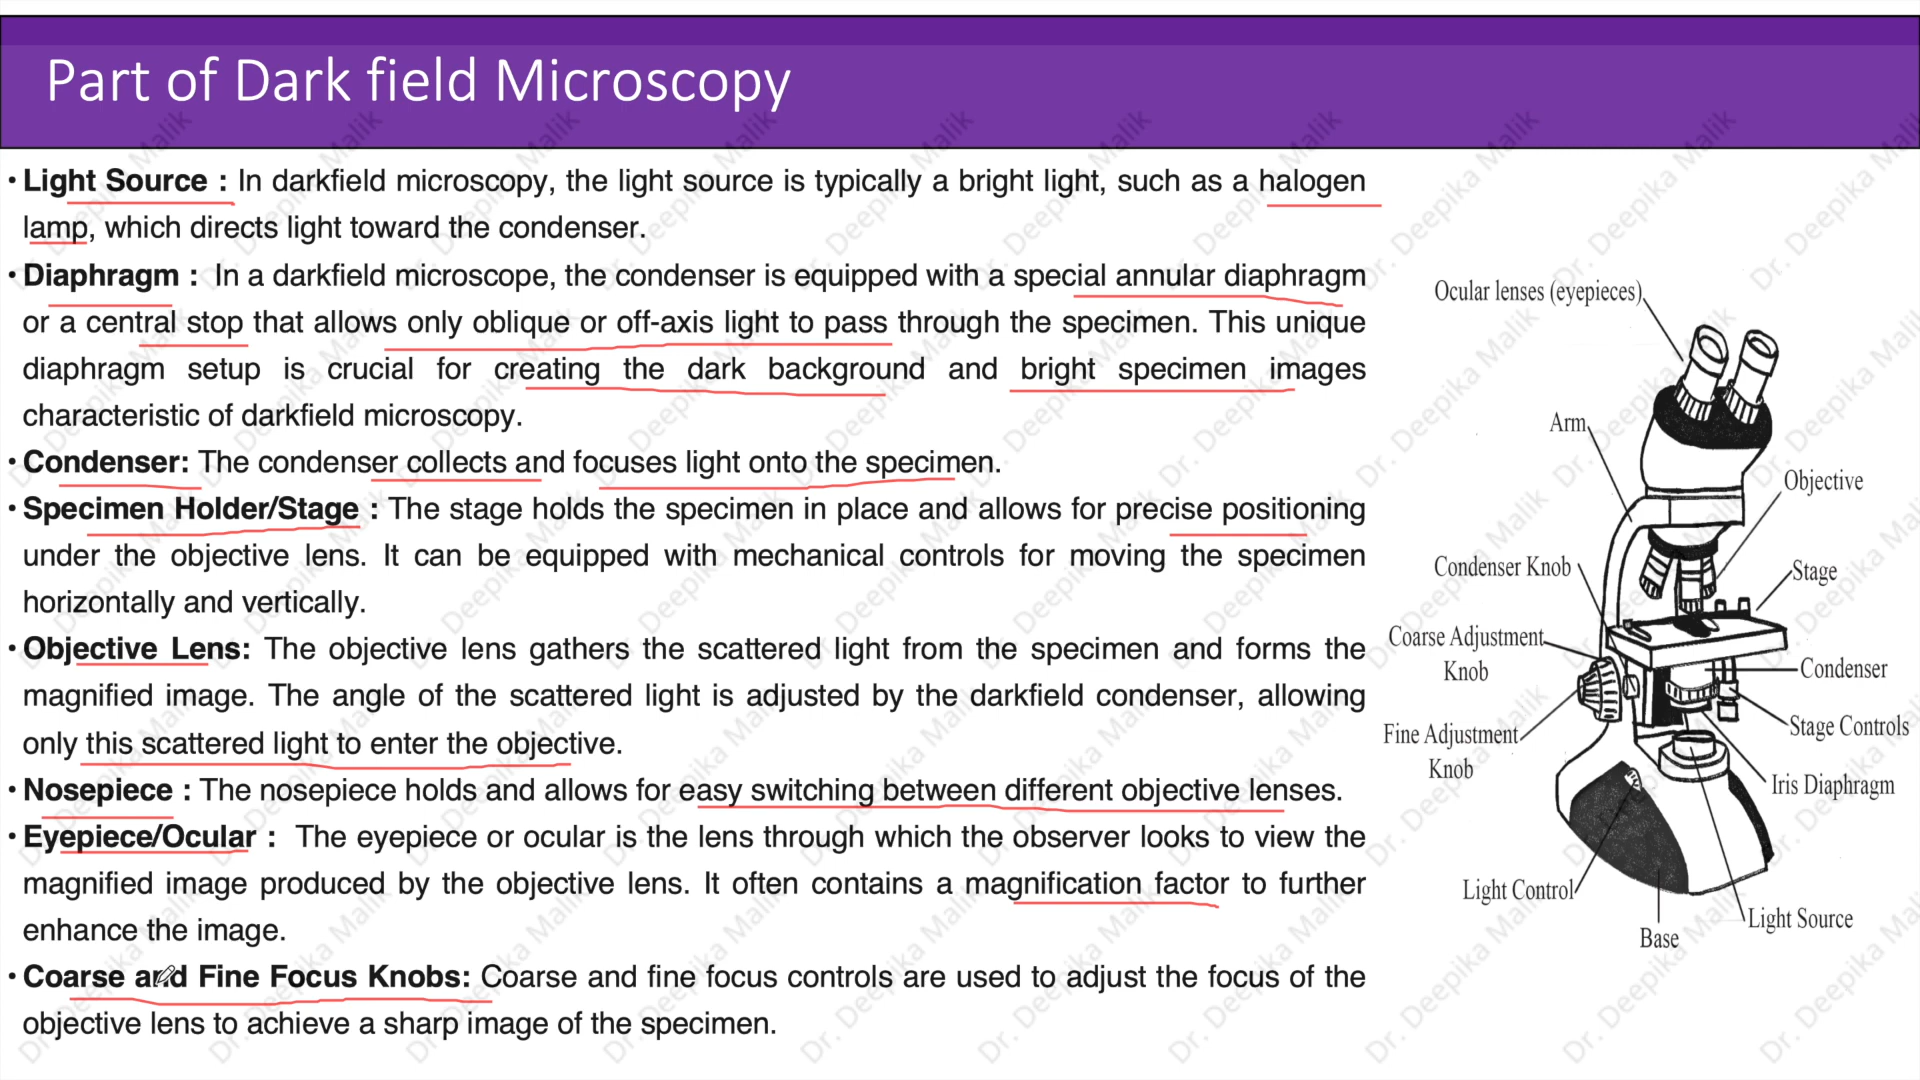 Part of Dark field Microscopy
• Light Source : In darkfield microscopy, the light source is typically a bright light, such as a halogen
lamp, which directs light toward the condenser.
• Diaphragm : In a darkfield microscope, the condenser is equipped with a special annular diaphragm
or a central stop that allows only oblique or off-axis light to pass through the specimen. This unique
diaphragm setup is crucial for creating the dark background and bright specimen images
characteristic of darkfield microscopy.
• Condenser: The condenser collects and focuses light onto the specimen.
• Specimen Holder/Stage : The stage holds the specimen in place and allows for precise positioning
under the objective lens. It can be equipped with mechanical controls for moving the specimen
horizontally and vertically.
• Objective Lens: The objective lens gathers the scattered light from the specimen and forms the
magnified image. The angle of the scattered light is adjusted by the darkfield condenser, allowing
only this scattered light to enter the objective.
• Nosepiece : The nosepiece holds and allows for easy switching between different objective lenses.
• Eyepiece/Ocular : The eyepiece or ocular is the lens through which the observer looks to view the
magnified image produced by the objective lens. It often contains a magnification factor to further
enhance the image.
• Coarse and Fine Focus Knobs: Coarse and fine focus controls are used to adjust the focus of the
objective lens to achieve a sharp image of the specimen.
Ocular lenses (eyepieces)
Arm
Objective
Condenser Knob
Stage
Coarse Adjustment
Knob
Condenser
Fine Adjustment
Knob
Stage Controls
Iris Diaphragm
Light Control
Light Source
Base
Dr. Deepika Malik